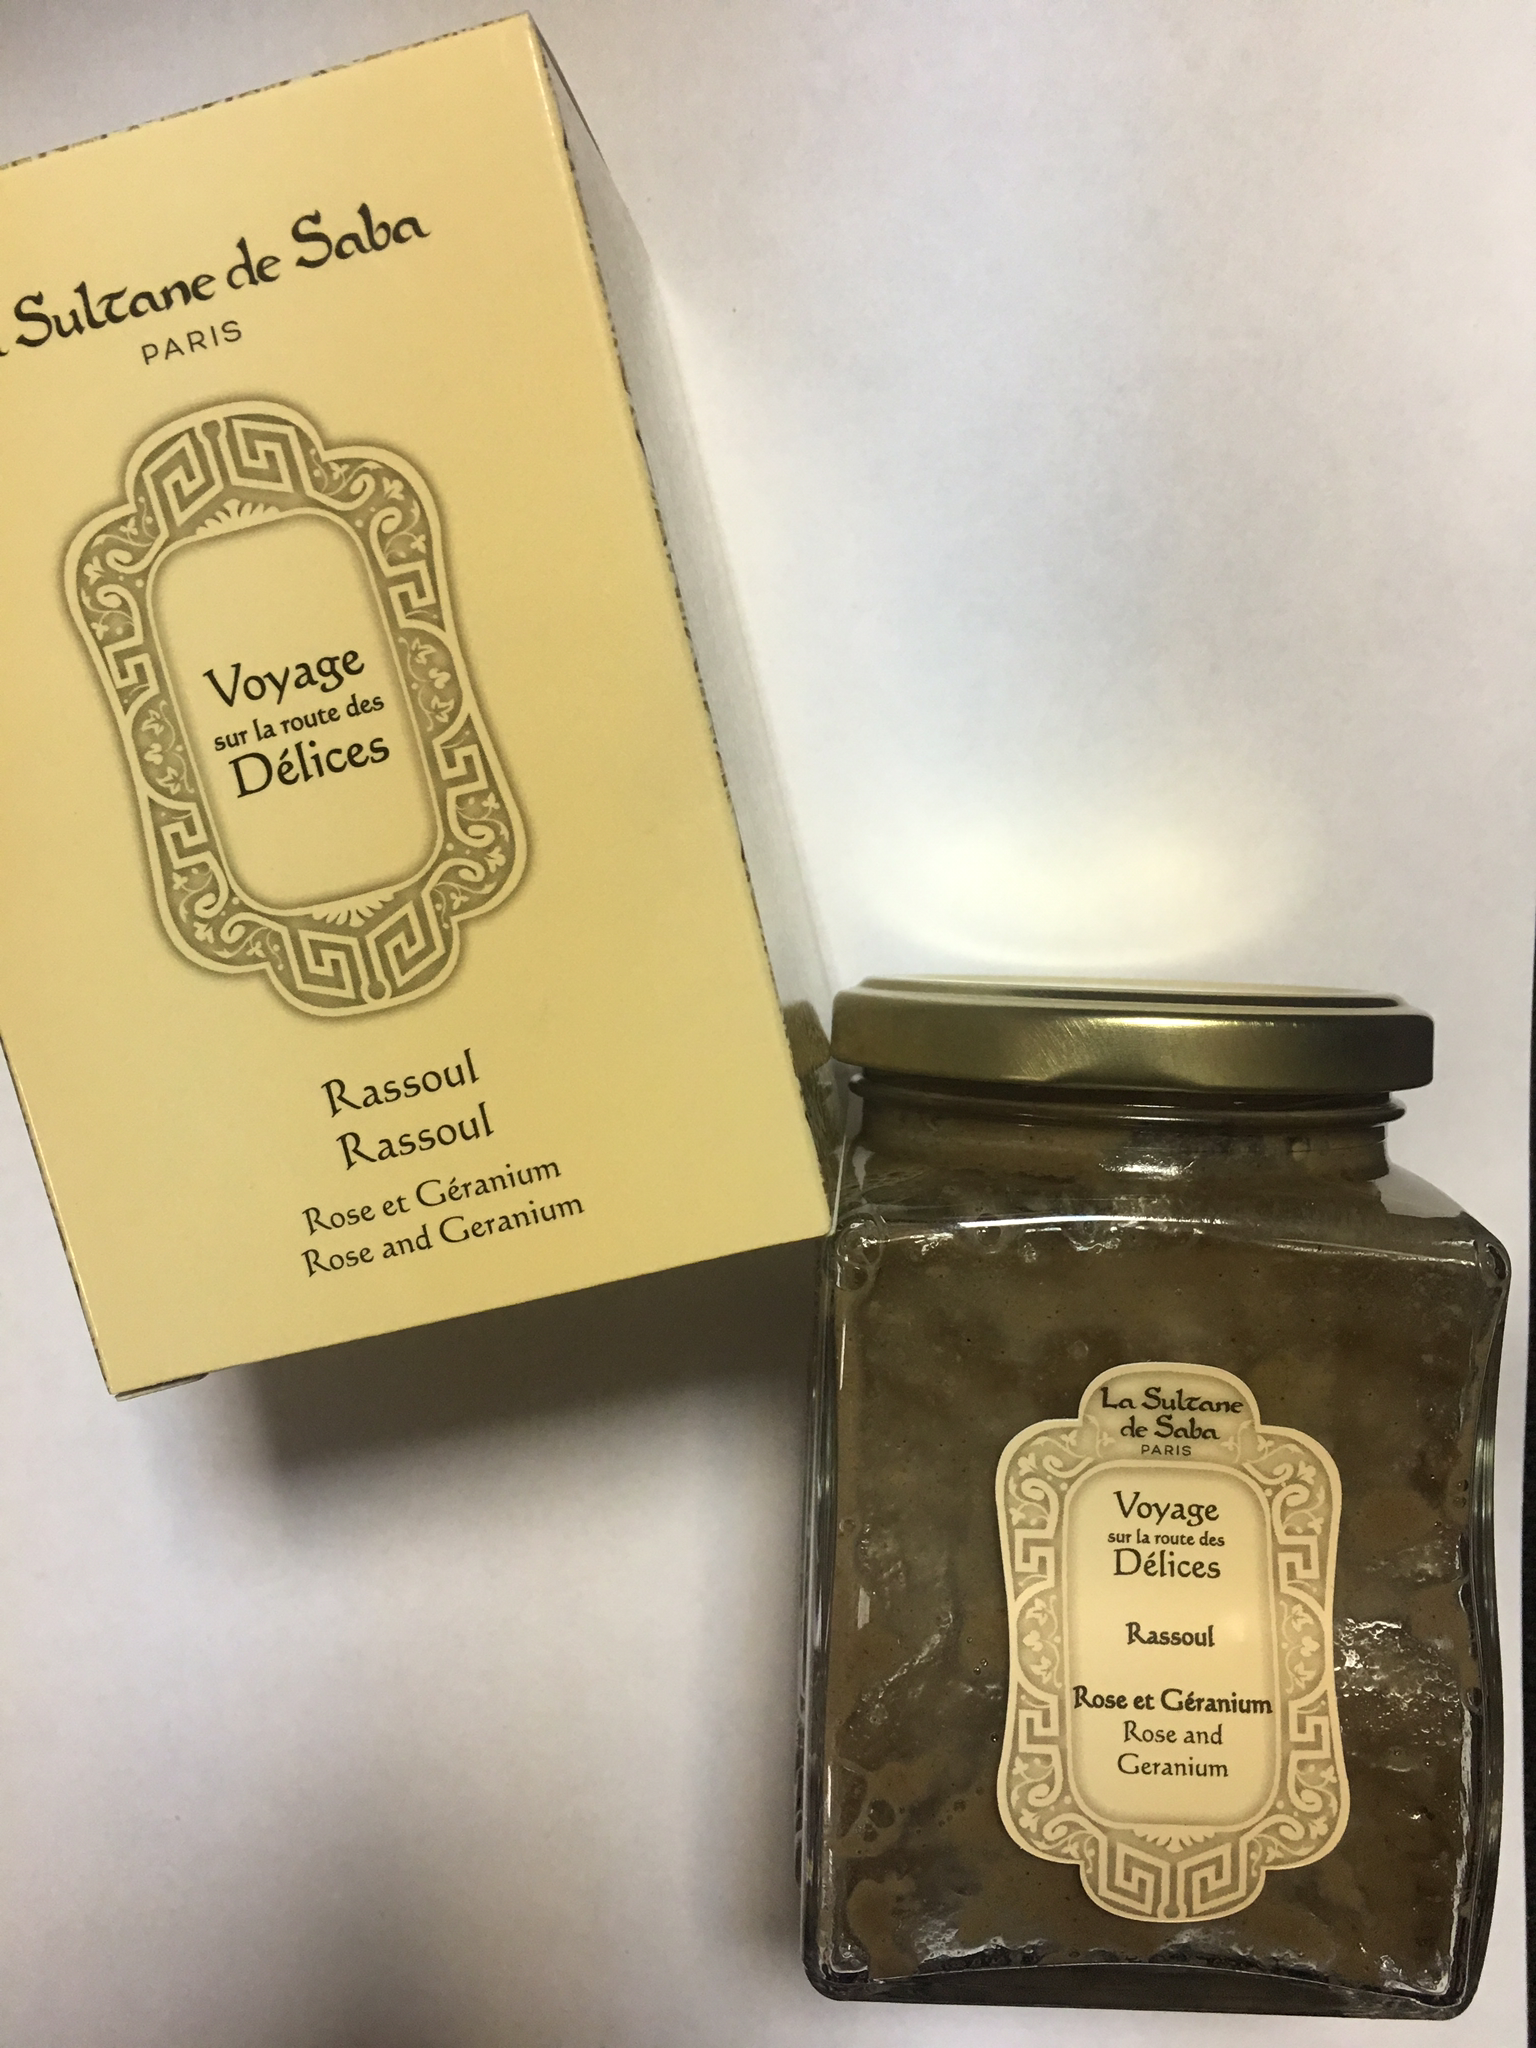 Sultane de Saba
PARIS
Voyage
sur la route des
Délices
Rassoul
Rassoul
Rose et Géranium
Rose and Geranium
La Sultane
de Saba
PARIS
Voyage
sur la route des
Délices
Rassoul
Rose et Géranium
Rose and
Geranium